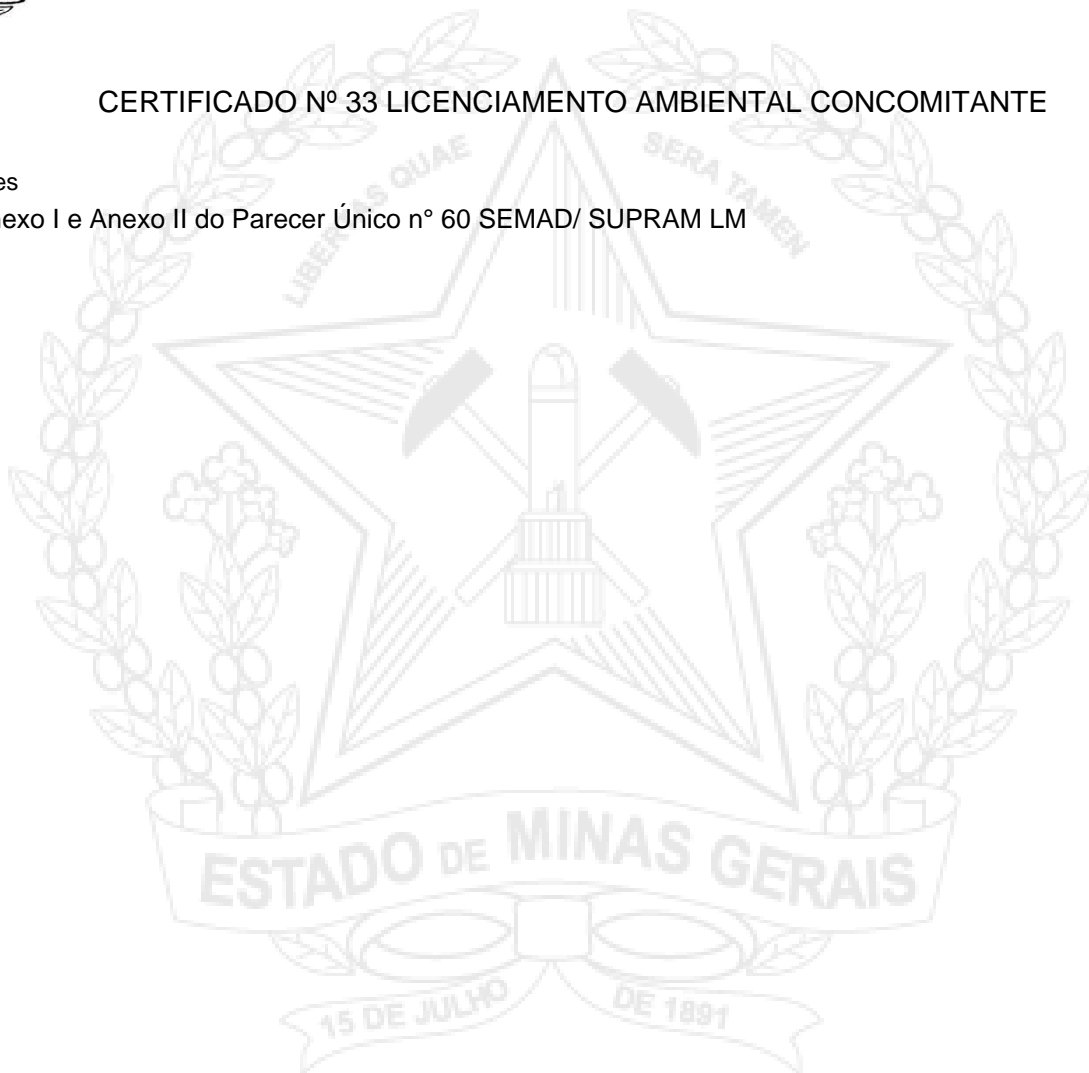 CERTIFICADO Nº 33 LICENCIAMENTO AMBIENTAL CONCOMITANTE
es
exo I e Anexo II do Parecer Único n° 60 SEMAD/ SUPRAM LM
LIBERTAS QUAE SERA TAMEN
ESTADO DE MINAS GERAIS
15 DE JULHO DE 1891